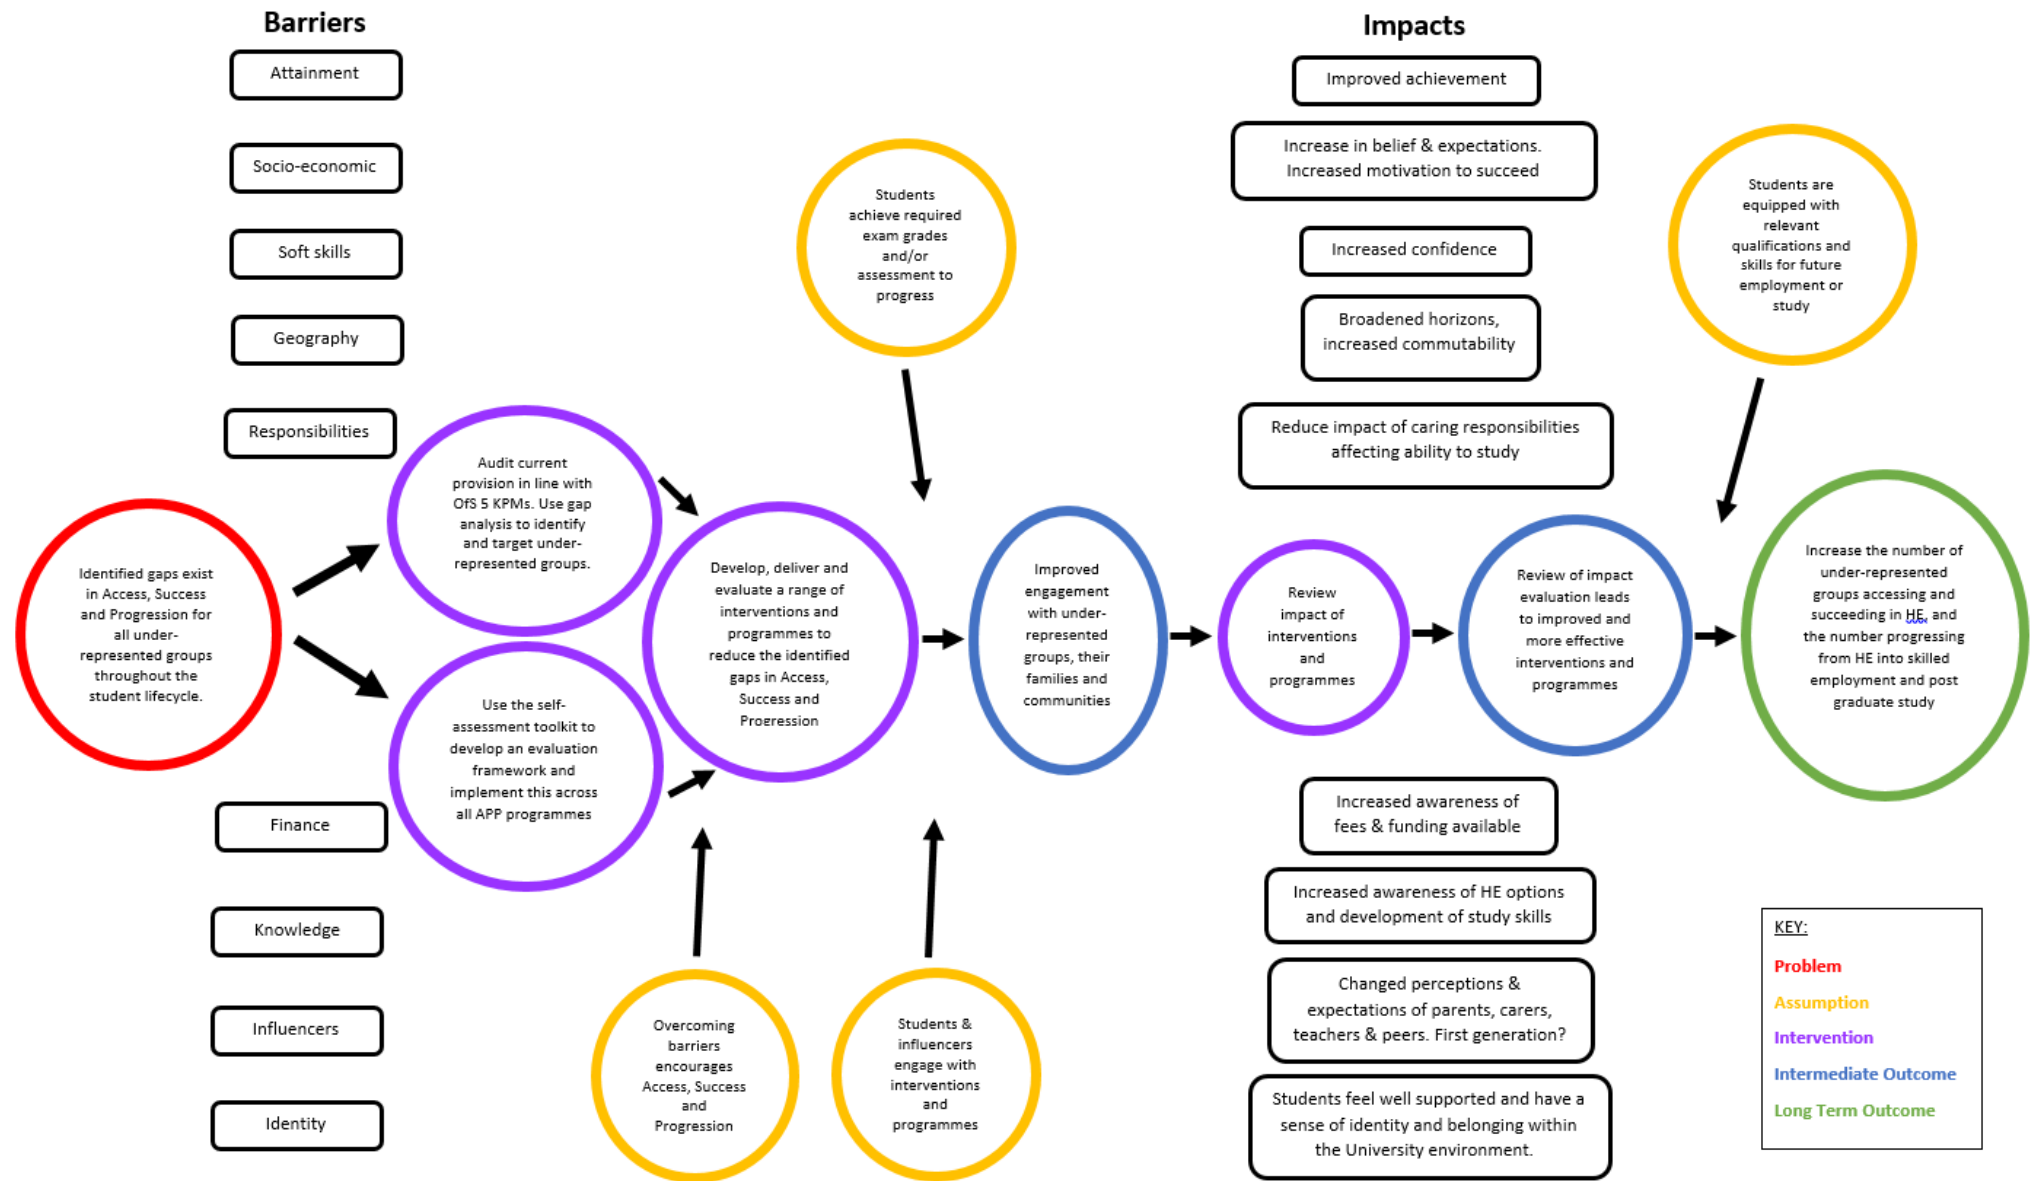 Barriers
Attainment
Socio-economic
Soft skills
Geography
Responsibilities
Identified gaps exist
in Access, Success
and Progression for
all under-
represented groups
throughout the
student lifecycle.
Finance
Knowledge
Influencers
Identity
Audit current
provision in line with
OfS 5 KPMs. Use gap
analysis to identify
and target under-
represented groups.
Use the self-
assessment toolkit to
develop an evaluation
framework and
implement this across
all APP programmes
Develop, deliver and
evaluate a range of
interventions and
programmes to
reduce the identified
gaps in Access,
Success and
Progression
Students
achieve required
exam grades
and/or
assessment to
progress
Overcoming
barriers
encourages
Access, Success
and
Progression
Students &
influencers
engage with
interventions
and
programmes
Improved
engagement
with under-
represented
groups, their
families and
communities
Impacts
Improved achievement
Increase in belief & expectations.
Increased motivation to succeed
Increased confidence
Broadened horizons,
increased commutability
Reduce impact of caring responsibilities
affecting ability to study
Review
impact of
interventions
and
programmes
Review of impact
evaluation leads
to improved and
more effective
interventions and
programmes
Increased awareness of
fees & funding available
Increased awareness of HE options
and development of study skills
Changed perceptions &
expectations of parents, carers,
teachers & peers. First generation?
Students feel well supported and have a
sense of identity and belonging within
the University environment.
Students are
equipped with
relevant
qualifications and
skills for future
employment or
study
Increase the number of
under-represented
groups accessing and
succeeding in HE, and
the number progressing
from HE into skilled
employment and post
graduate study
KEY:
Problem
Assumption
Intervention
Intermediate Outcome
Long Term Outcome